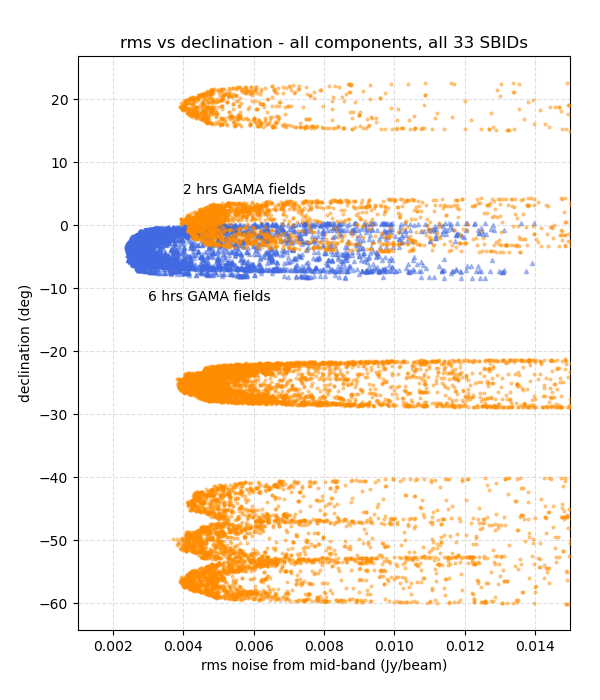 rms vs declination - all components, all 33 SBIDs
20
10
2 hrs GAMA fields
0
−10
6 hrs GAMA fields
declination (deg)
−20
−30
−40
−50
−60
0.002 0.004 0.006 0.008 0.010 0.012 0.014
rms noise from mid-band (Jy/beam)